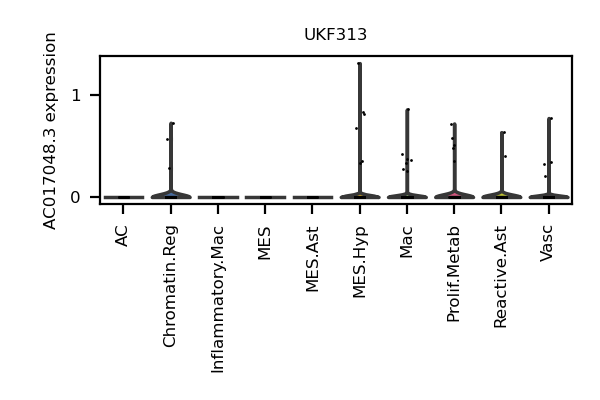 UKF313
AC017048.3 expression
1
0
AC
Chromatin.Reg
Inflammatory.Mac
MES
MES.Ast
MES.Hyp
Mac
Prolif.Metab
Reactive.Ast
Vasc